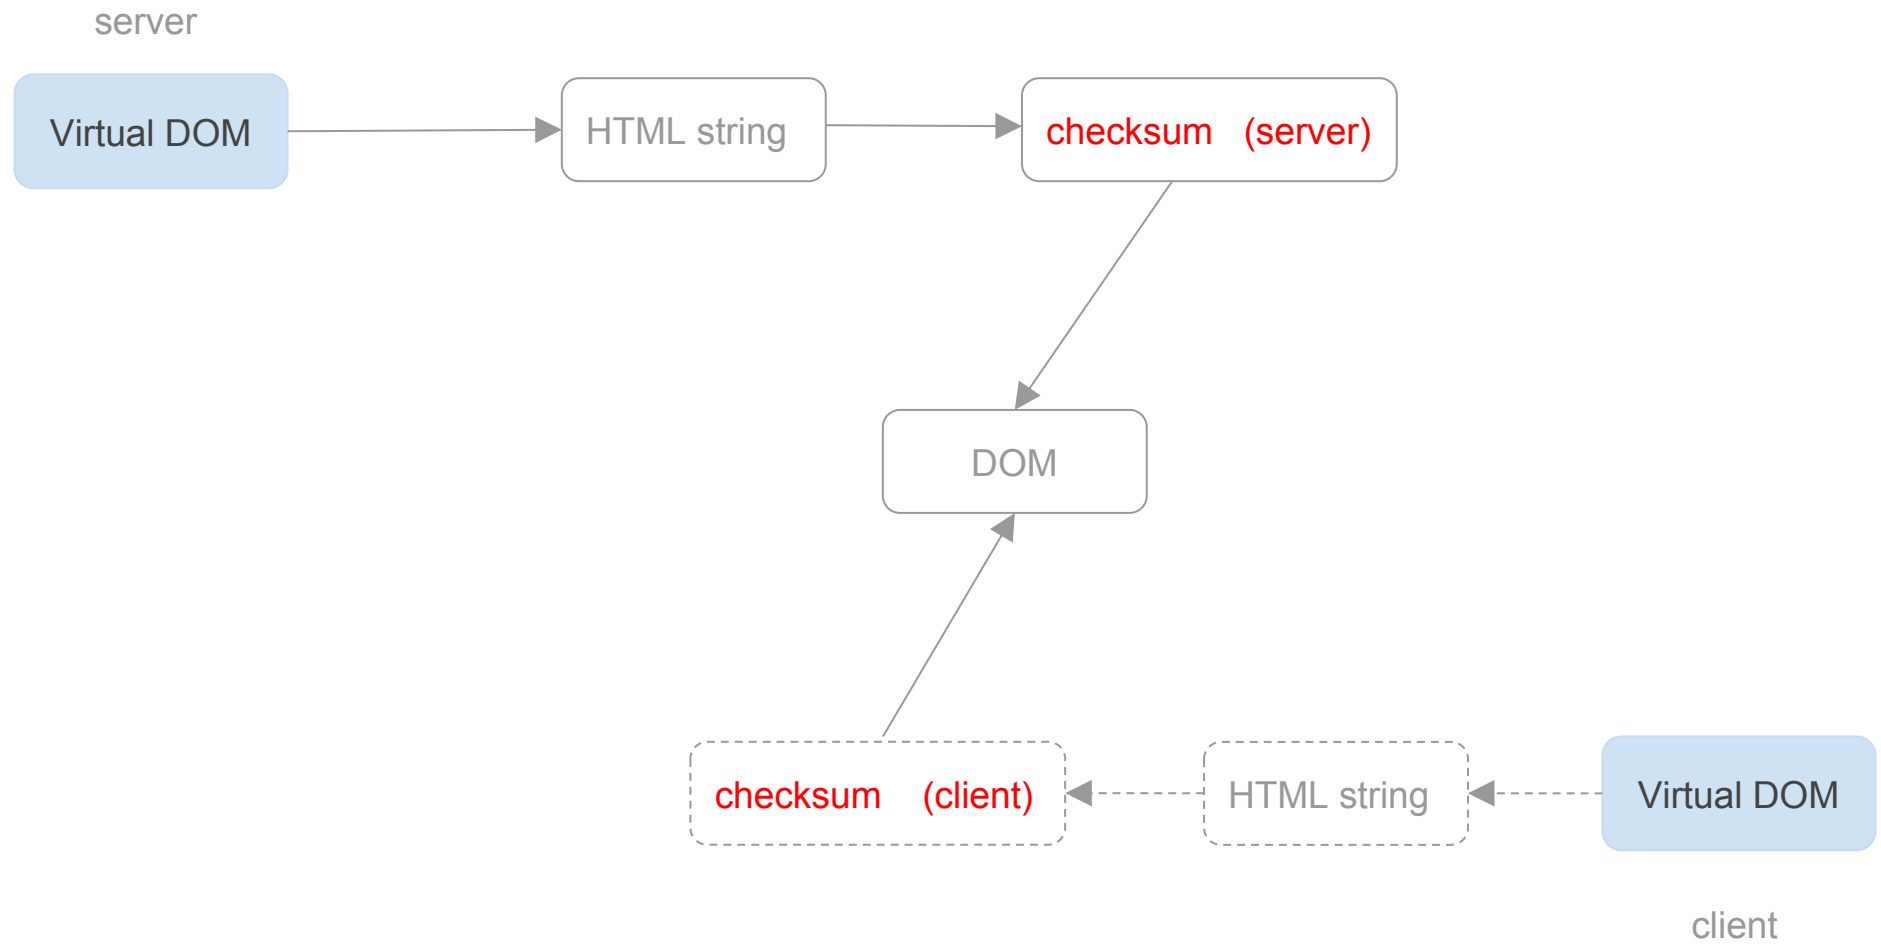 server
Virtual DOM
HTML string
checksum (server)
DOM
checksum (client)
HTML string
Virtual DOM
client